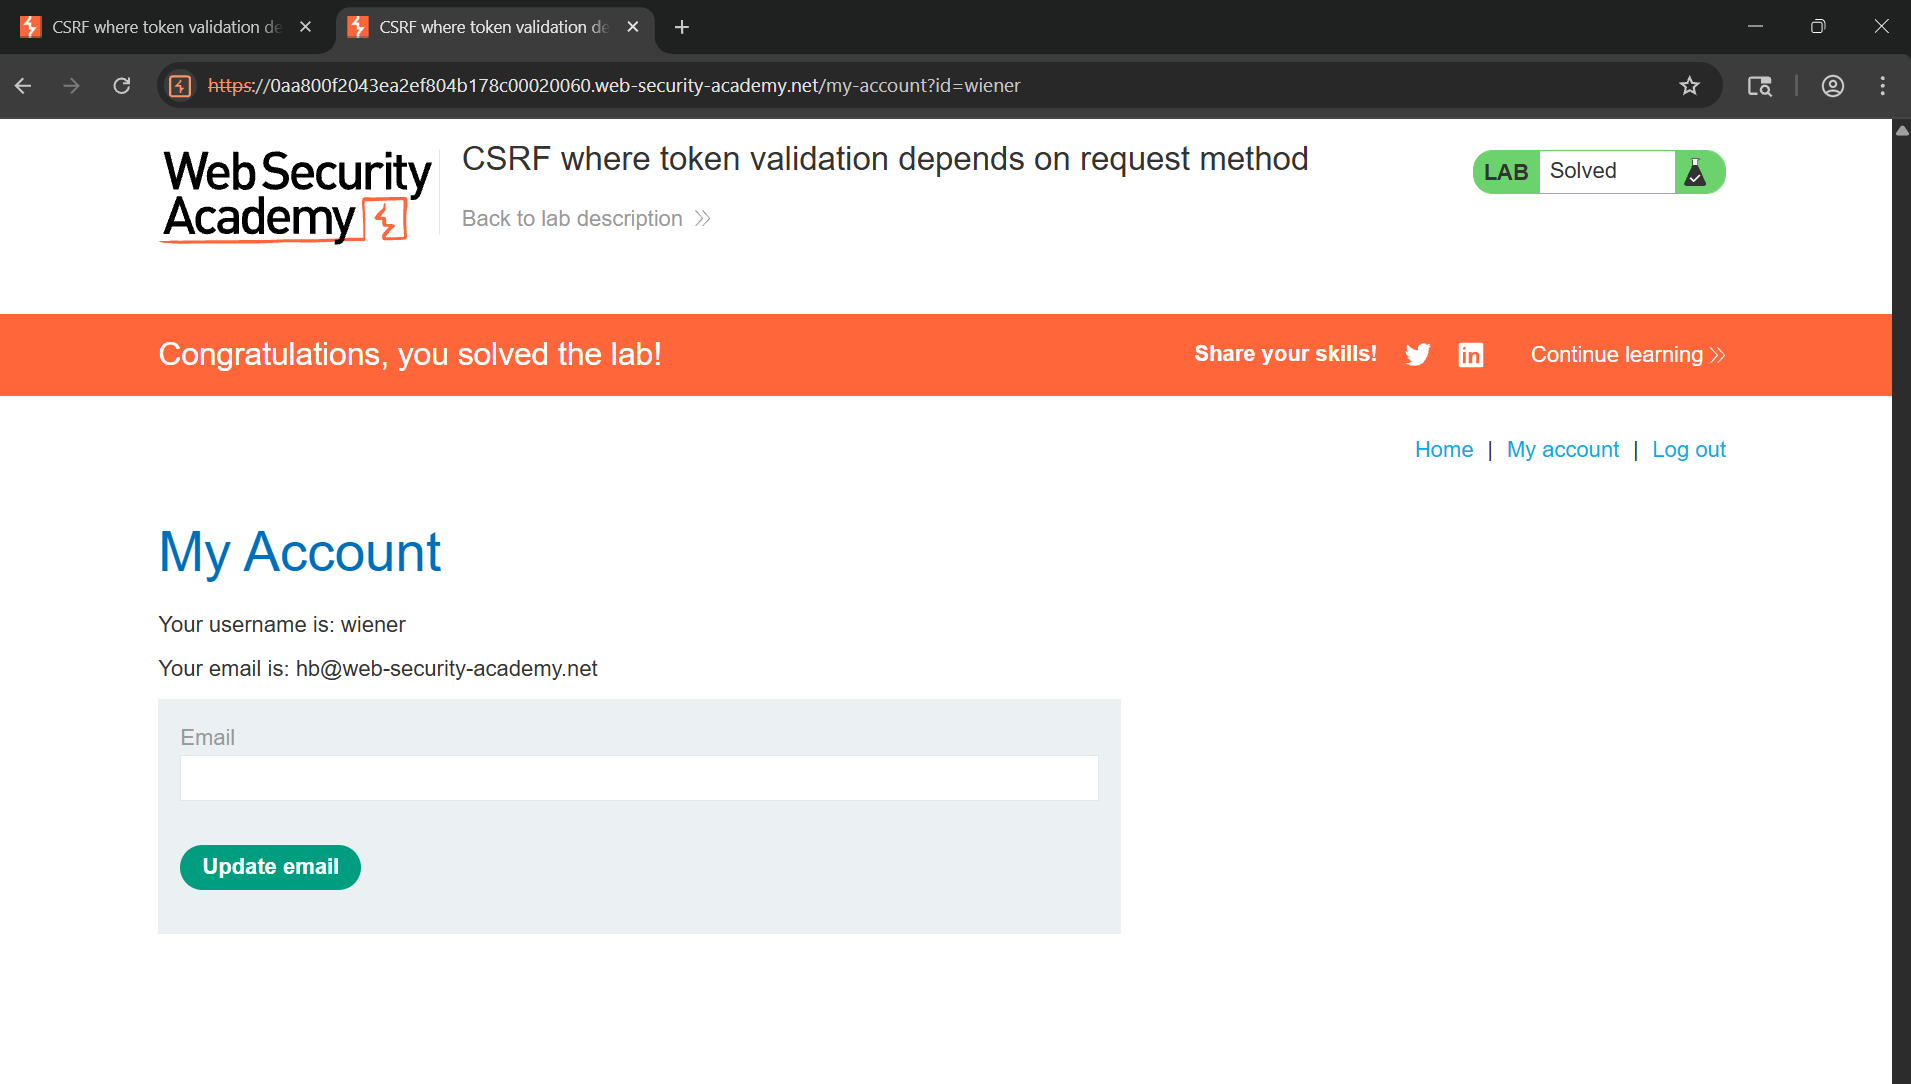 CSRF where token validation de
CSRF where token validation de
https://0aa800f2043ea2ef804b178c00020060.web-security-academy.net/my-account?id=wiener
Web Security
Academy
CSRF where token validation depends on request method
Back to lab description
LAB Solved
Congratulations, you solved the lab!
Share your skills!
in
Continue learning
Home | My account | Log out
My Account
Your username is: wiener
Your email is: hb@web-security-academy.net
Email
Update email